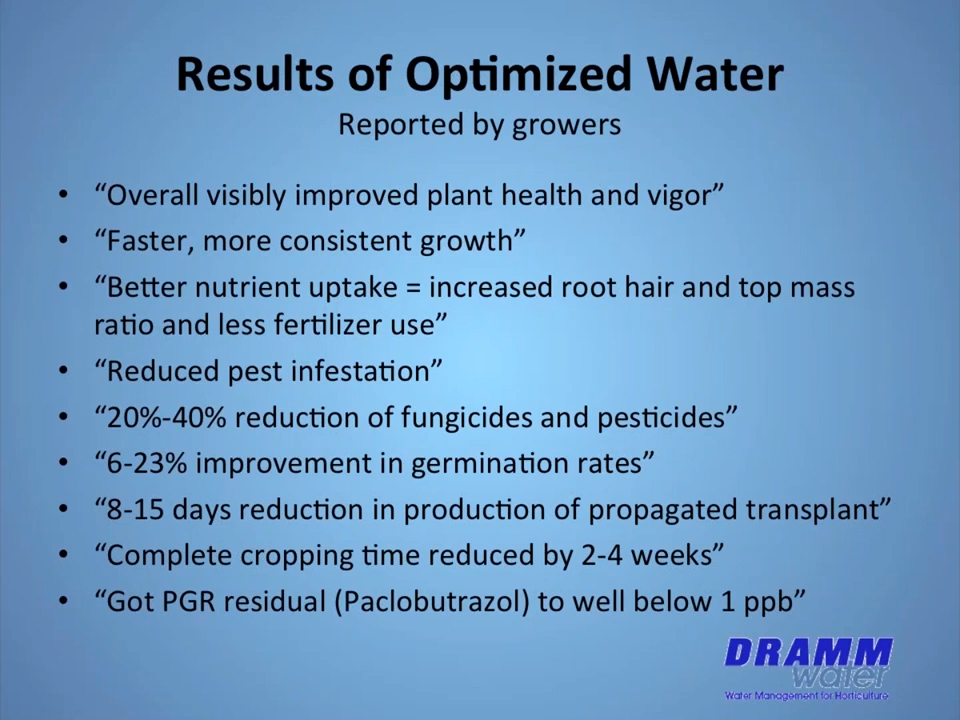 Results of Optimized Water
Reported by growers
• “Overall visibly improved plant health and vigor”
• “Faster, more consistent growth”
• “Better nutrient uptake = increased root hair and top mass
ratio and less fertilizer use”
• “Reduced pest infestation”
• “20%-40% reduction of fungicides and pesticides”
• “6-23% improvement in germination rates”
• “8-15 days reduction in production of propagated transplant”
• “Complete cropping time reduced by 2-4 weeks”
• “Got PGR residual (Paclobutrazol) to well below 1 ppb”
DRAMM
water
Water Management for Horticulture